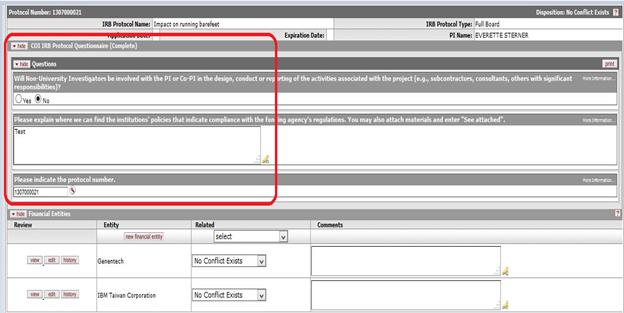 Protocol Number: 1307000021 Disposition: No Conflict Exists ?
IRB Protocol Name: Impact on running barefeet IRB Protocol Type: Full Board
Application Date: Expiration Date: PI Name: EVERETTE STERNER
hide COI IRB Protocol Questionnaire (Complete)
hide Questions print
Will Non-University Investigators be involved with the PI or Co-PI in the design, conduct or reporting of the activities associated with the project (e.g., subcontractors, consultants, others with significant More Information...
responsibilities)?
Yes No
Please explain where we can find the institutions' policies that indicate compliance with the funding agency's regulations. You may also attach materials and enter "See attached". More Information...
Test
Please indicate the protocol number. More Information...
1307000021
hide Financial Entities ?
Review Entity Related Comments
new financial entity select
view edit history Genentech No Conflict Exists
view edit history IBM Taiwan Corporation No Conflict Exists